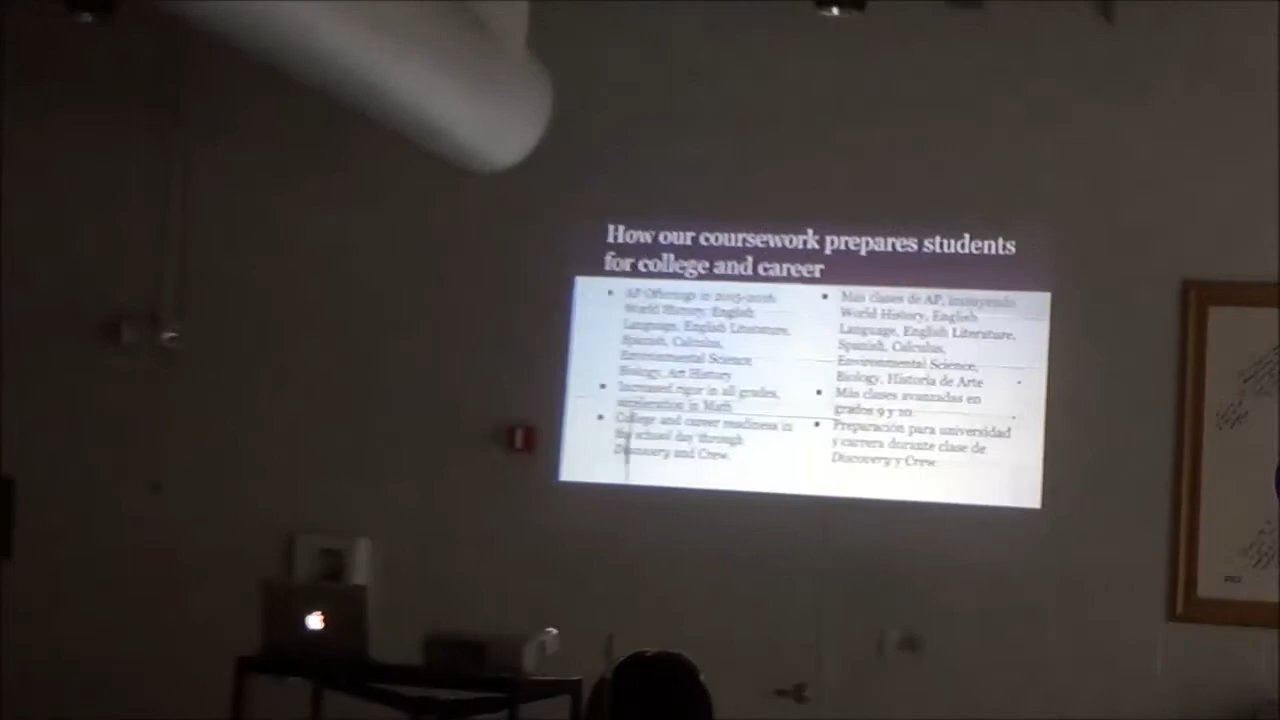 How our coursework prepares students
for college and career
AP Offerings in 2015-2016
World History, English
Language, English Literature,
Spanish, Calculus,
Environmental Science,
Biology, Art History
Increased rigor in all grades,
acceleration in Math
College and career readiness in
the school day through
Discovery and Crew.
Mas clases de AP, incluyendo
World History, English
Language, English Literature,
Spanish, Calculus,
Environmental Science,
Biology, Historia de Arte
Más clases avanzadas en
grados 9 y 10.
Preparación para universidad
y carrera durante clase de
Discovery y Crew